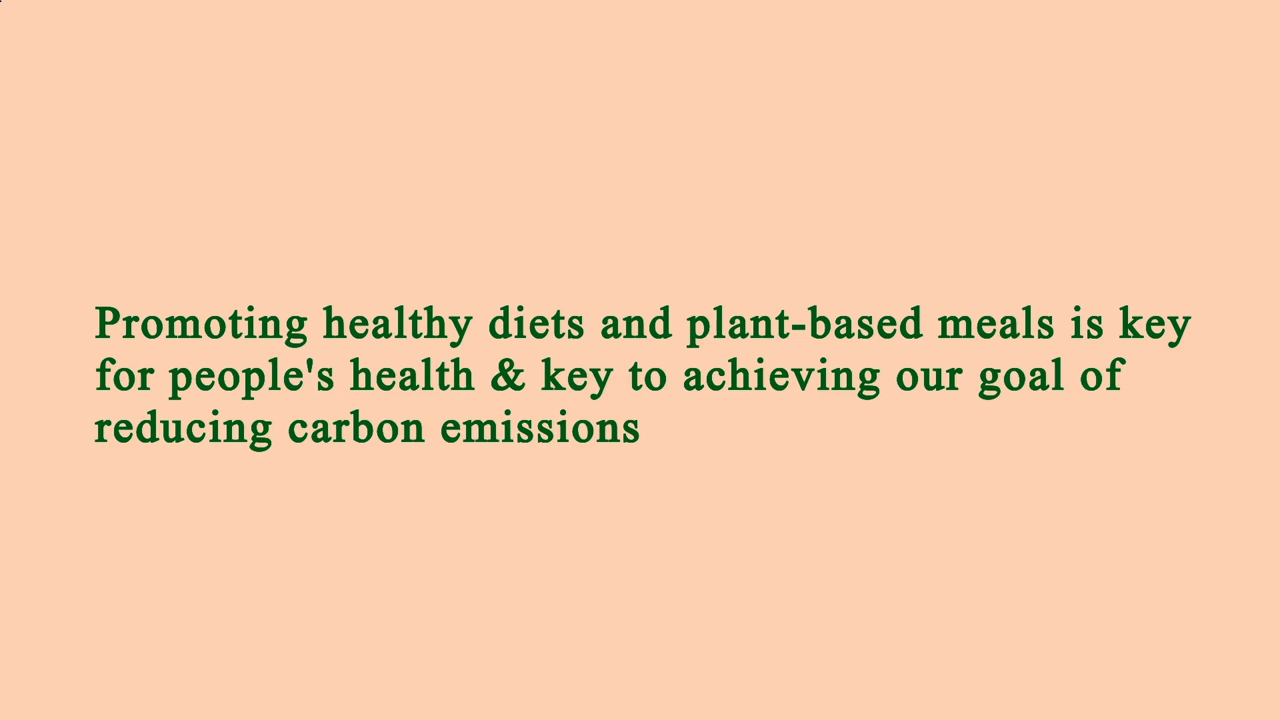 Promoting healthy diets and plant-based meals is key
for people's health & key to achieving our goal of
reducing carbon emissions